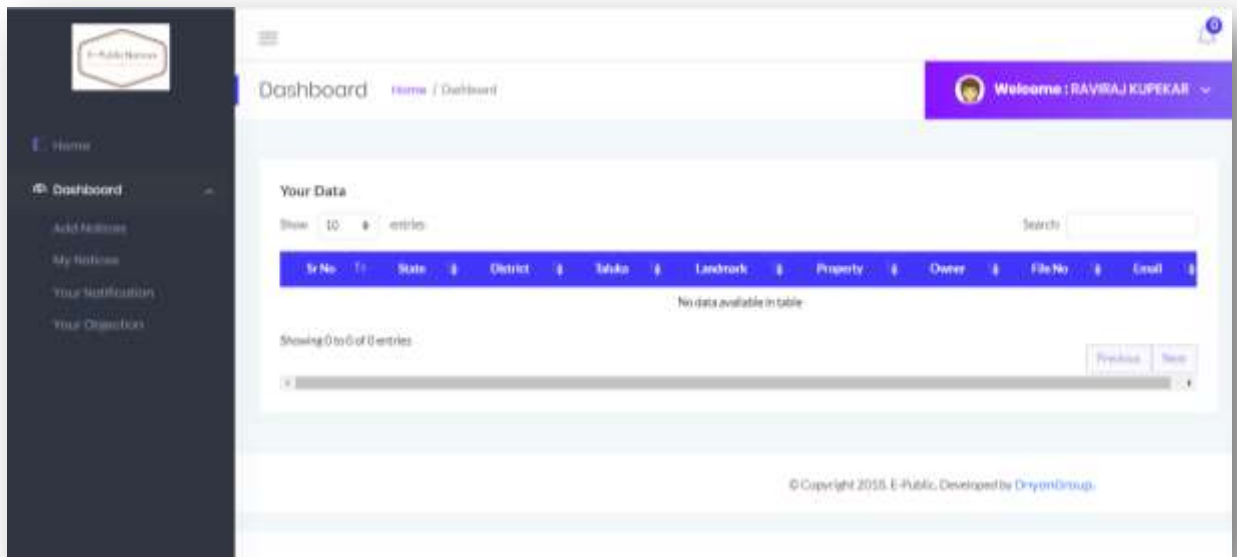 E-Public Notices
0
Dashboard Home / Dashboard
Welcome : RAVIRAJ KUPEKAR
Home
Dashboard
Add Notices
My Notices
Your Notification
Your Objection
Your Data
Show 10 entries
Search:
Sr No State District Taluka Landmark Property Owner File No Email
No data available in table
Showing 0 to 0 of 0 entries
Previous Next
© Copyright 2018. E-Public, Developed by